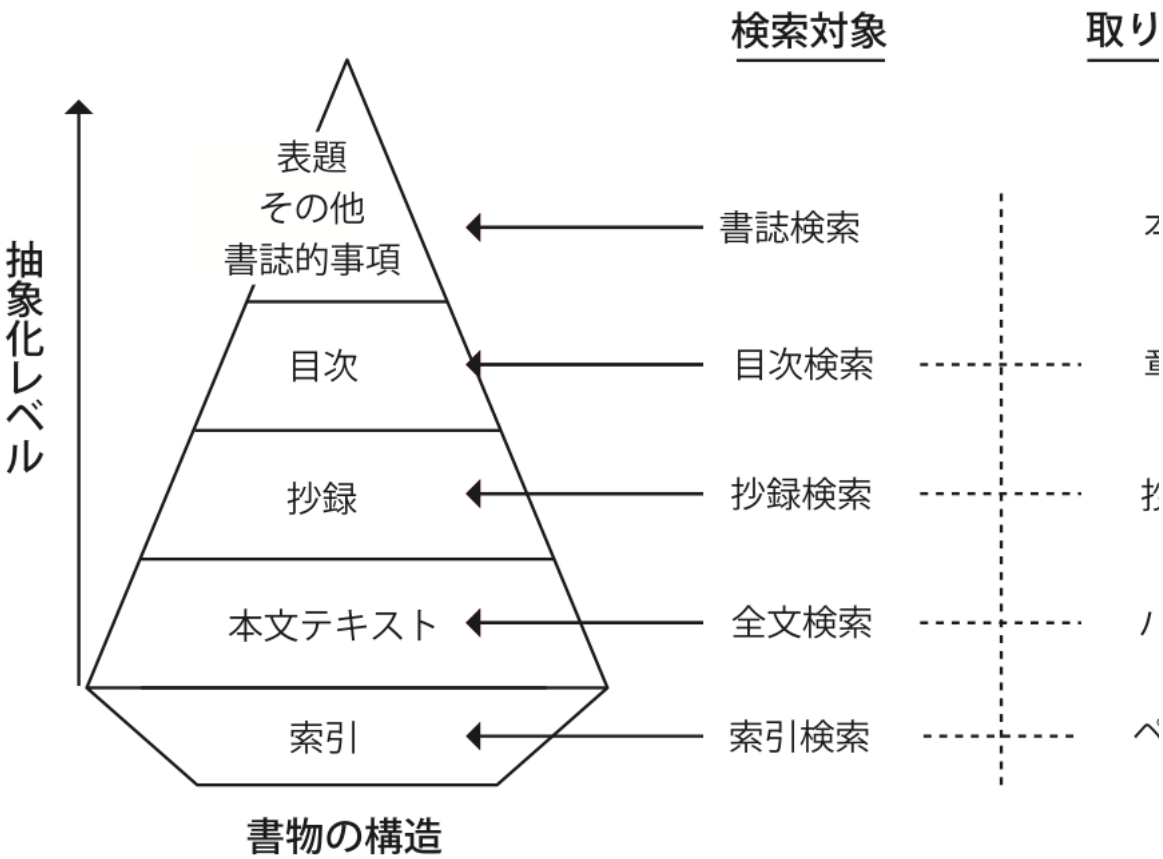 検索対象
取り
抽象化レベル
表題
その他
書誌的事項
書誌検索
目次
目次検索
抄録
抄録検索
本文テキスト
全文検索
索引
索引検索
書物の構造